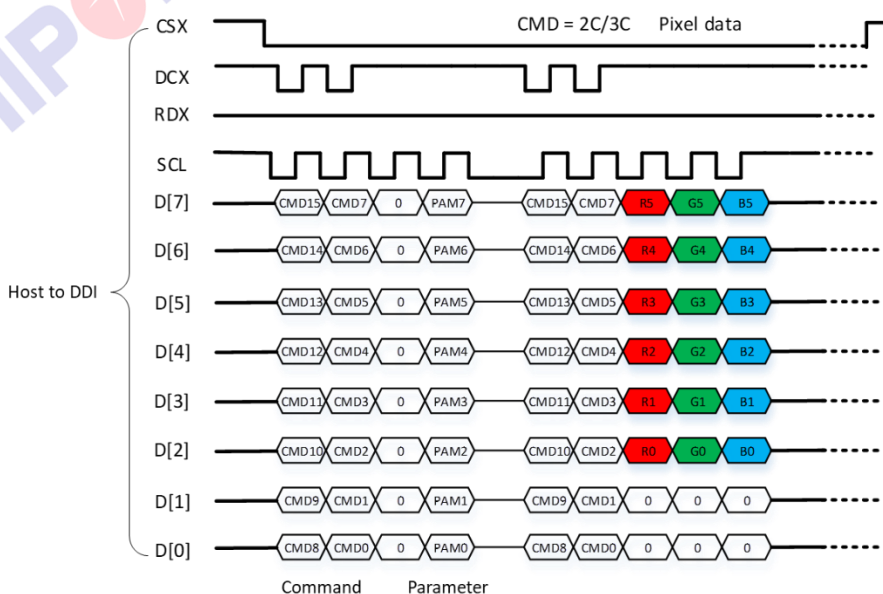 CSX CMD = 2C/3C Pixel data
DCX
RDX
SCL
D[7] CMD15 CMD7 0 PAM7 CMD15 CMD7 R5 G5 B5
D[6] CMD14 CMD6 0 PAM6 CMD14 CMD6 R4 G4 B4
Host to DDI
D[5] CMD13 CMD5 0 PAM5 CMD13 CMD5 R3 G3 B3
D[4] CMD12 CMD4 0 PAM4 CMD12 CMD4 R2 G2 B2
D[3] CMD11 CMD3 0 PAM3 CMD11 CMD3 R1 G1 B1
D[2] CMD10 CMD2 0 PAM2 CMD10 CMD2 R0 G0 B0
D[1] CMD9 CMD1 0 PAM1 CMD9 CMD1 0 0 0
D[0] CMD8 CMD0 0 PAM0 CMD8 CMD0 0 0 0
Command Parameter